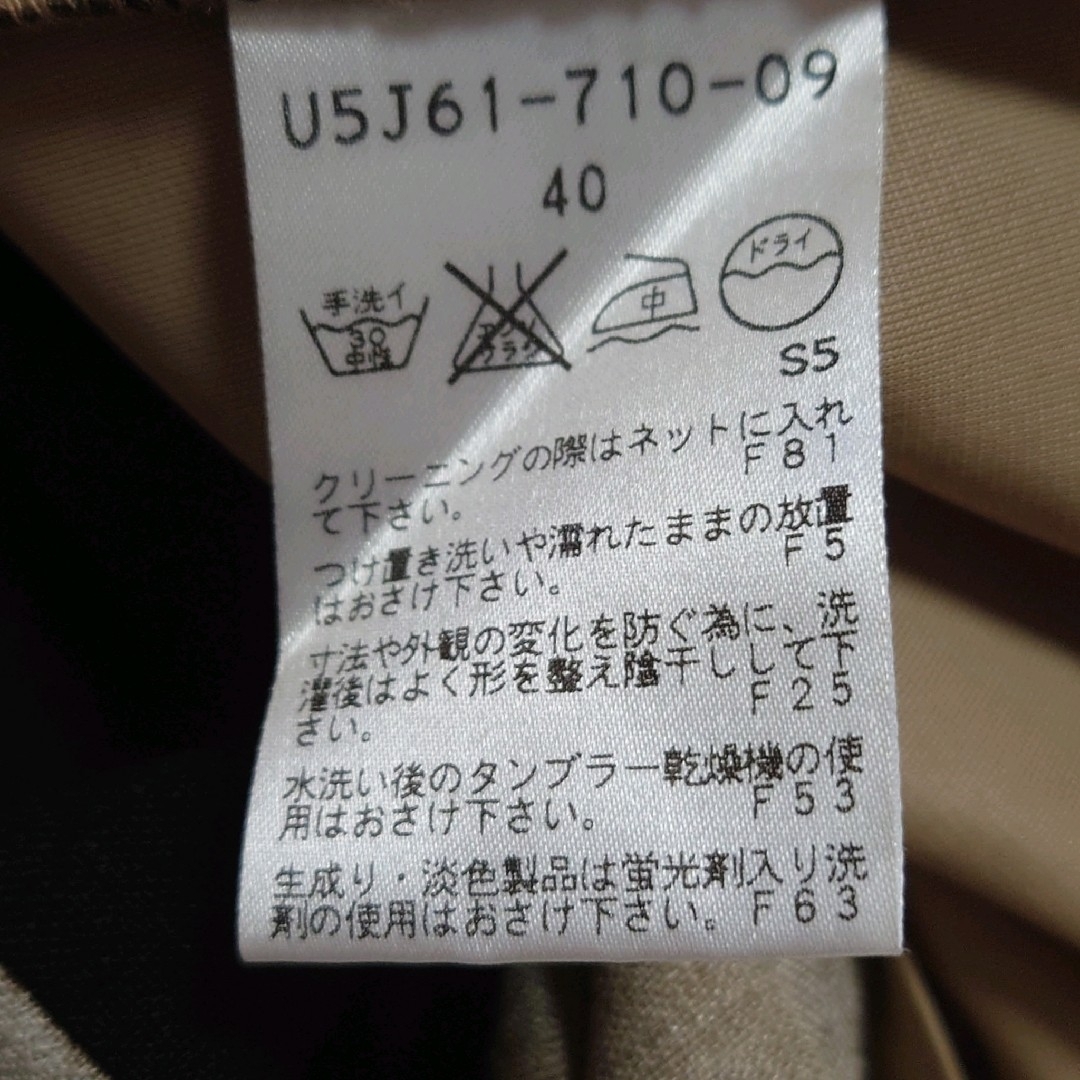 U5J61-710-09
40
手洗イ
30
中性
エンソ
サラシ
中
ドライ
S5
クリーニングの際はネットに入れ
て下さい。 F81
つけ置き洗いや濡れたままの放置
はおさけ下さい。 F5
寸法や外観の変化を防ぐ為に、洗
濯後はよく形を整え陰干しして下
さい。 F25
水洗い後のタンブラー乾燥機の使
用はおさけ下さい。 F53
生成り・淡色製品は蛍光剤入り洗
剤の使用はおさけ下さい。 F63